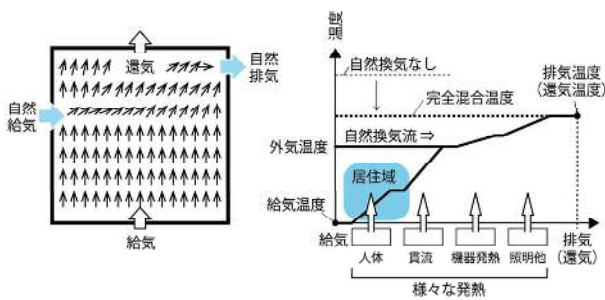 還気
自然
排気
自然
給気
給気
温度
自然換気なし
完全混合温度
排気温度
(還気温度)
外気温度
自然換気流⇒
居住域
給気温度
給気
人体
貫流
機器発熱
照明他
排気
(還気)
様々な発熱